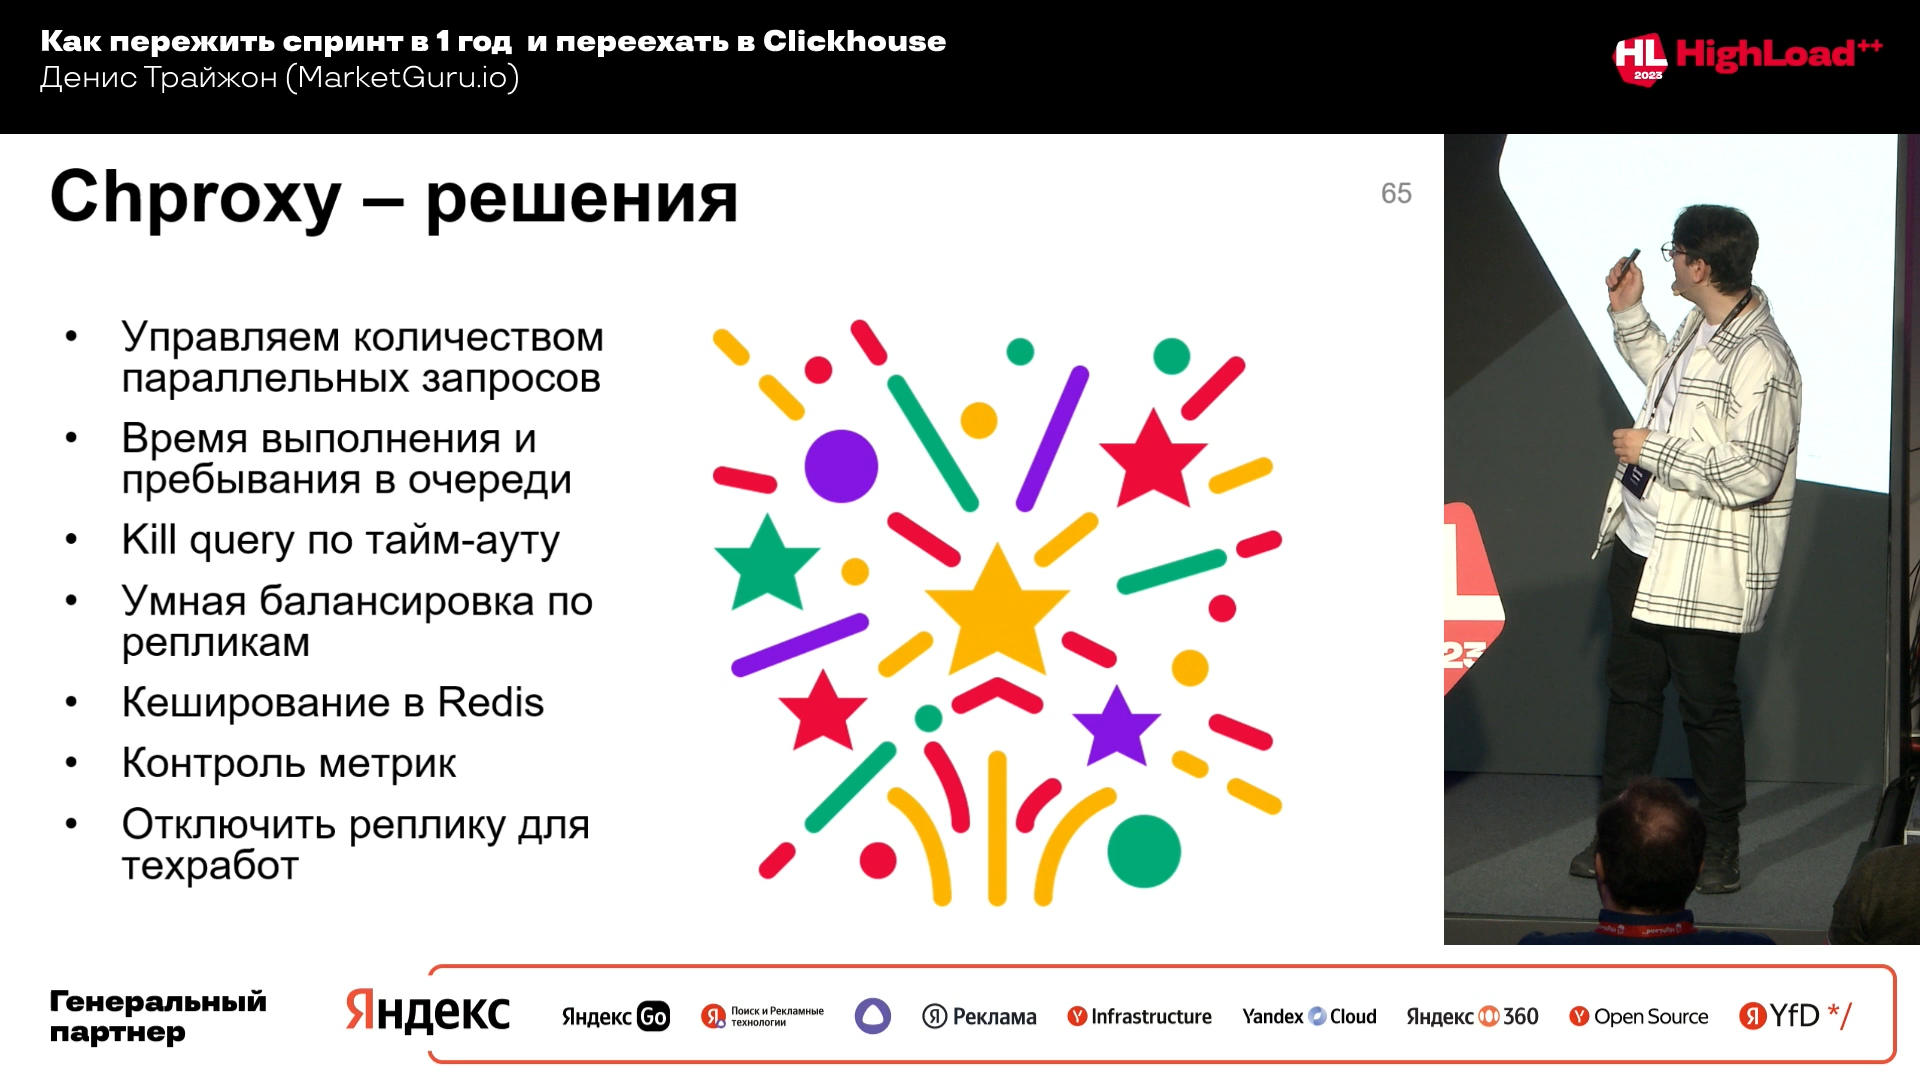 Как пережить спринт в 1 год и переехать в Clickhouse
Денис Трайжон (MarketGuru.io)
HL 2023 HighLoad++
Chprоxy – решения
65
• Управляем количеством
параллельных запросов
• Время выполнения и
пребывания в очереди
• Kill query по тайм-ауту
• Умная балансировка по
репликам
• Кеширование в Redis
• Контроль метрик
• Отключить реплику для
техработ
23
Генеральный
партнер
Яндекс
Яндекс Go
Поиск и Рекламные
технологии
Я Реклама
Y Infrastructure
Yandex Cloud
Яндекс 360
Y Open Source
Я YfD */